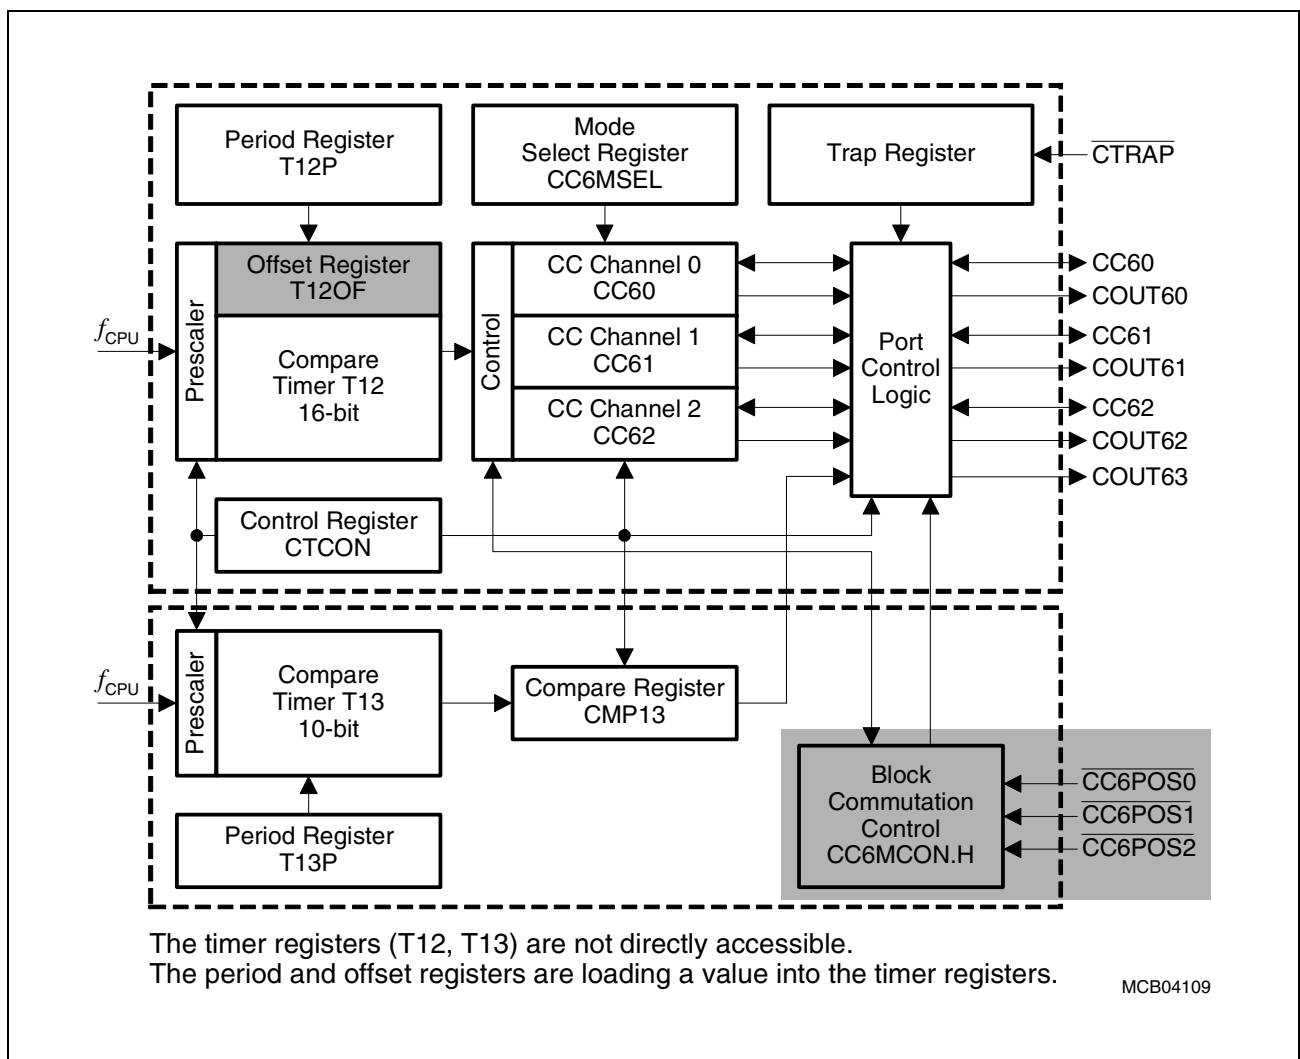 Period Register
T12P
Mode
Select Register
CC6MSEL
Trap Register
CTRAP
Prescaler
Offset Register
T12OF
Compare
Timer T12
16-bit
fCPU
Control
CC Channel 0
CC60
CC Channel 1
CC61
CC Channel 2
CC62
Port
Control
Logic
CC60
COUT60
CC61
COUT61
CC62
COUT62
COUT63
Control Register
CTCON
fCPU
Prescaler
Compare
Timer T13
10-bit
Compare Register
CMP13
Period Register
T13P
Block
Commutation
Control
CC6MCON.H
CC6POS0
CC6POS1
CC6POS2
The timer registers (T12, T13) are not directly accessible.
The period and offset registers are loading a value into the timer registers.
MCB04109